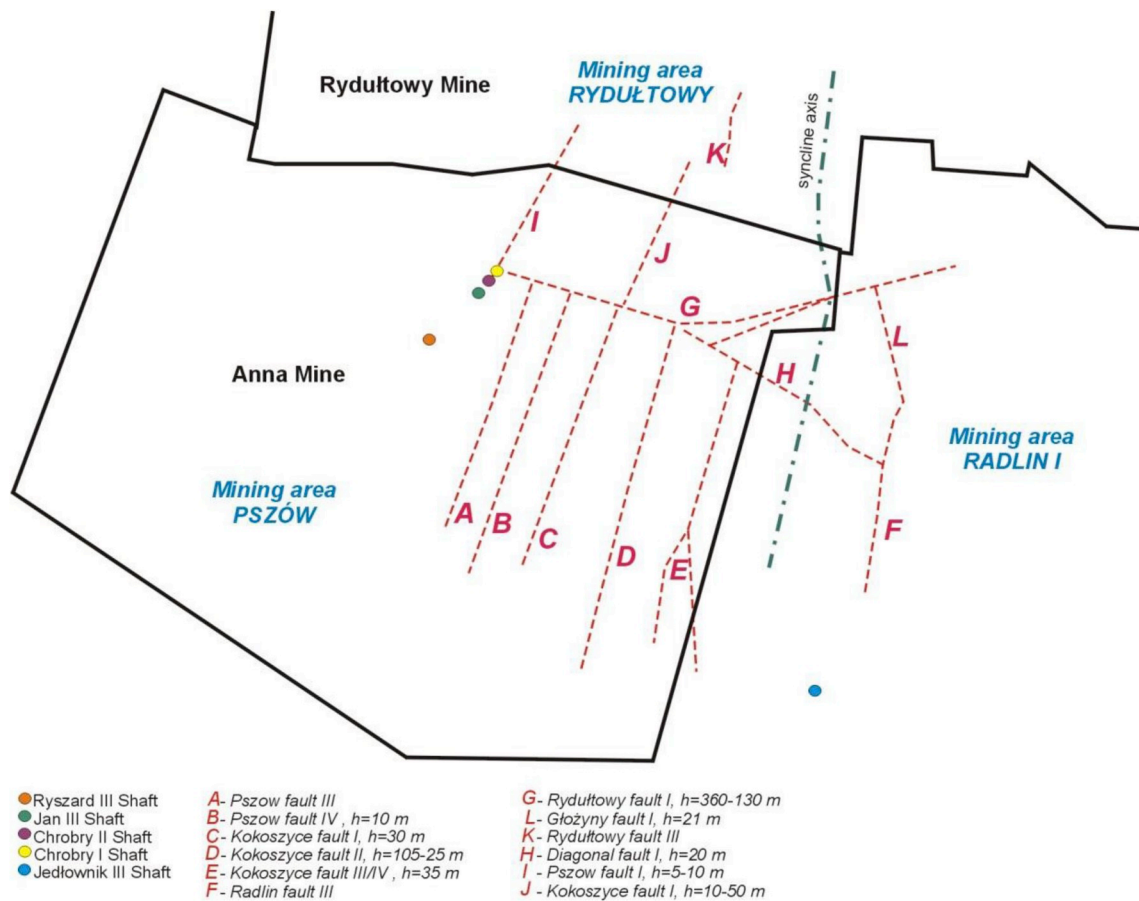 Rydułtowy Mine
Mining area
RYDUŁTOWY
syncline axis
K
I
J
G
L
H
Anna Mine
Mining area
RADLIN I
Mining area
PSZÓW
A
B
C
D
E
F
Ryszard III Shaft
Jan III Shaft
Chrobry II Shaft
Chrobry I Shaft
Jedłownik III Shaft
A- Pszow fault III
B- Pszow fault IV , h=10 m
C- Kokoszyce fault I, h=30 m
D- Kokoszyce fault II, h=105-25 m
E- Kokoszyce fault III/IV , h=35 m
F- Radlin fault III
G- Rydułtowy fault I, h=360-130 m
L- Głożyny fault I, h=21 m
K- Rydułtowy fault III
H- Diagonal fault I, h=20 m
I- Pszow fault I, h=5-10 m
J- Kokoszyce fault I, h=10-50 m